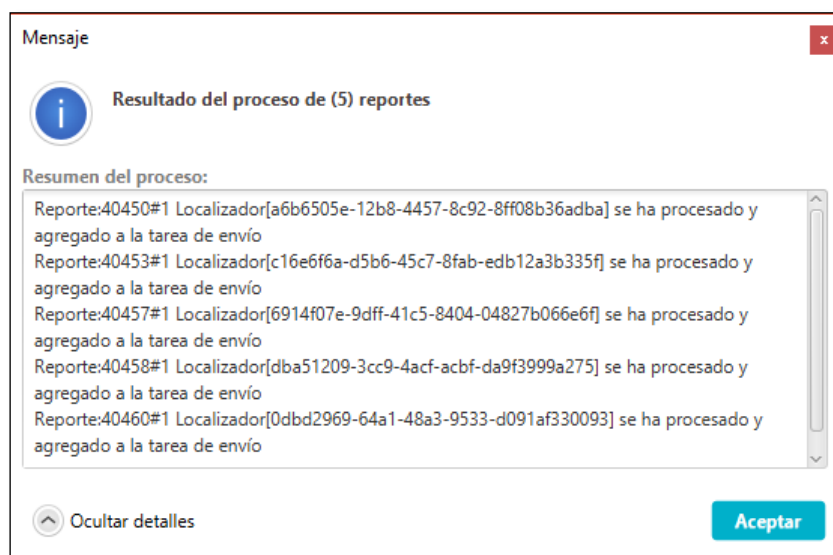 Mensaje
x
i
Resultado del proceso de (5) reportes
Resumen del proceso:
Reporte:40450#1 Localizador[a6b6505e-12b8-4457-8c92-8ff08b36adba] se ha procesado y
agregado a la tarea de envío
Reporte:40453#1 Localizador[c16e6f6a-d5b6-45c7-8fab-edb12a3b335f] se ha procesado y
agregado a la tarea de envío
Reporte:40457#1 Localizador[6914f07e-9dff-41c5-8404-04827b066e6f] se ha procesado y
agregado a la tarea de envío
Reporte:40458#1 Localizador[dba51209-3cc9-4acf-acbf-da9f3999a275] se ha procesado y
agregado a la tarea de envío
Reporte:40460#1 Localizador[0dbd2969-64a1-48a3-9533-d091af330093] se ha procesado y
agregado a la tarea de envío
Ocultar detalles
Aceptar